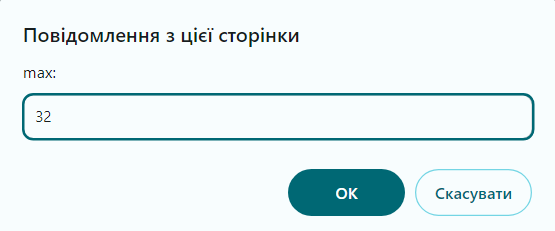 Повідомлення з цієї сторінки
max:
32
OK
Скасувати